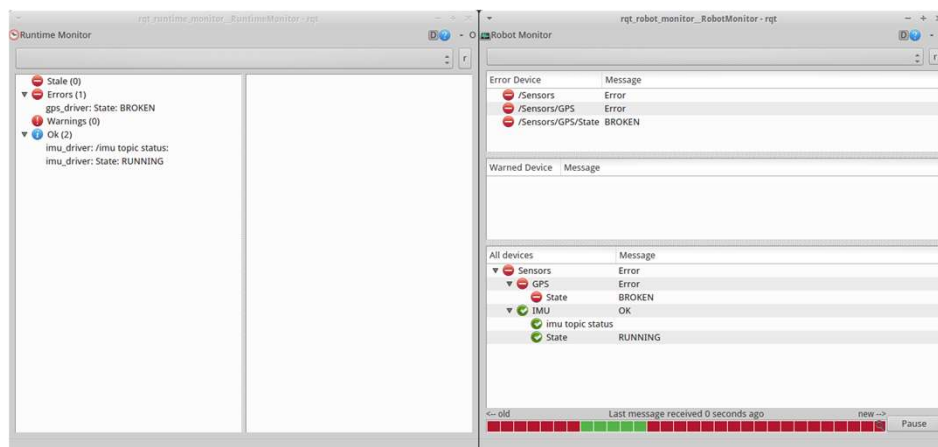 rqt_runtime_monitor__RuntimeMonitor - rqt
Runtime Monitor
D
?
- O
r
Stale (0)
Errors (1)
gps_driver: State: BROKEN
Warnings (0)
Ok (2)
imu_driver: /imu topic status:
imu_driver: State: RUNNING
rqt_robot_monitor__RobotMonitor - rqt
Robot Monitor
D
?
-
r
Error Device Message
/Sensors Error
/Sensors/GPS Error
/Sensors/GPS/State BROKEN
Warned Device Message
All devices Message
Sensors Error
GPS Error
State BROKEN
IMU OK
imu topic status
State RUNNING
<-- old Last message received 0 seconds ago new -->
Pause